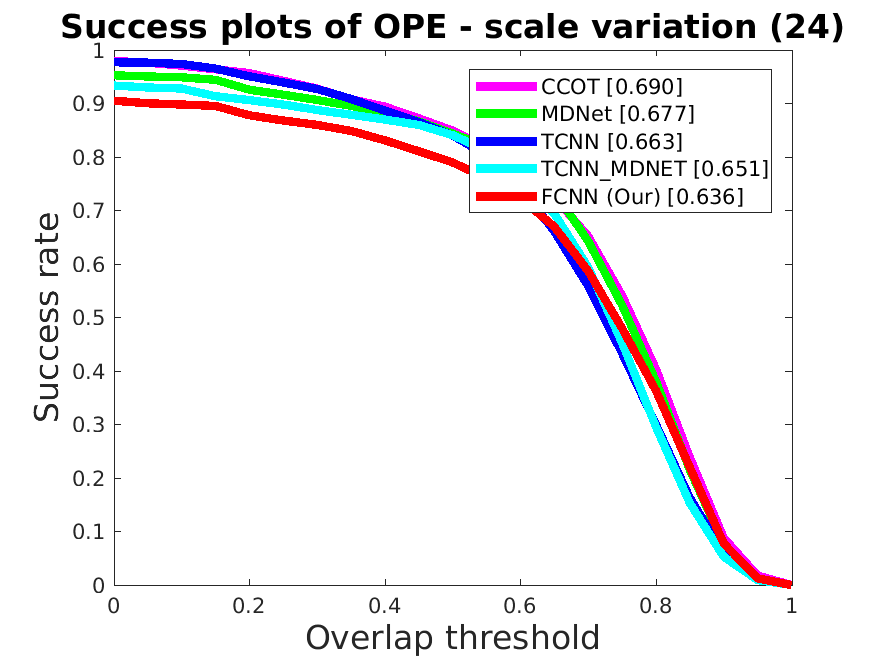 Success plots of OPE - scale variation (24)
1
0.9
0.8
0.7
0.6
0.5
0.4
0.3
0.2
0.1
0
Success rate
CCOT [0.690]
MDNet [0.677]
TCNN [0.663]
TCNN_MDNET [0.651]
FCNN (Our) [0.636]
0 0.2 0.4 0.6 0.8 1
Overlap threshold